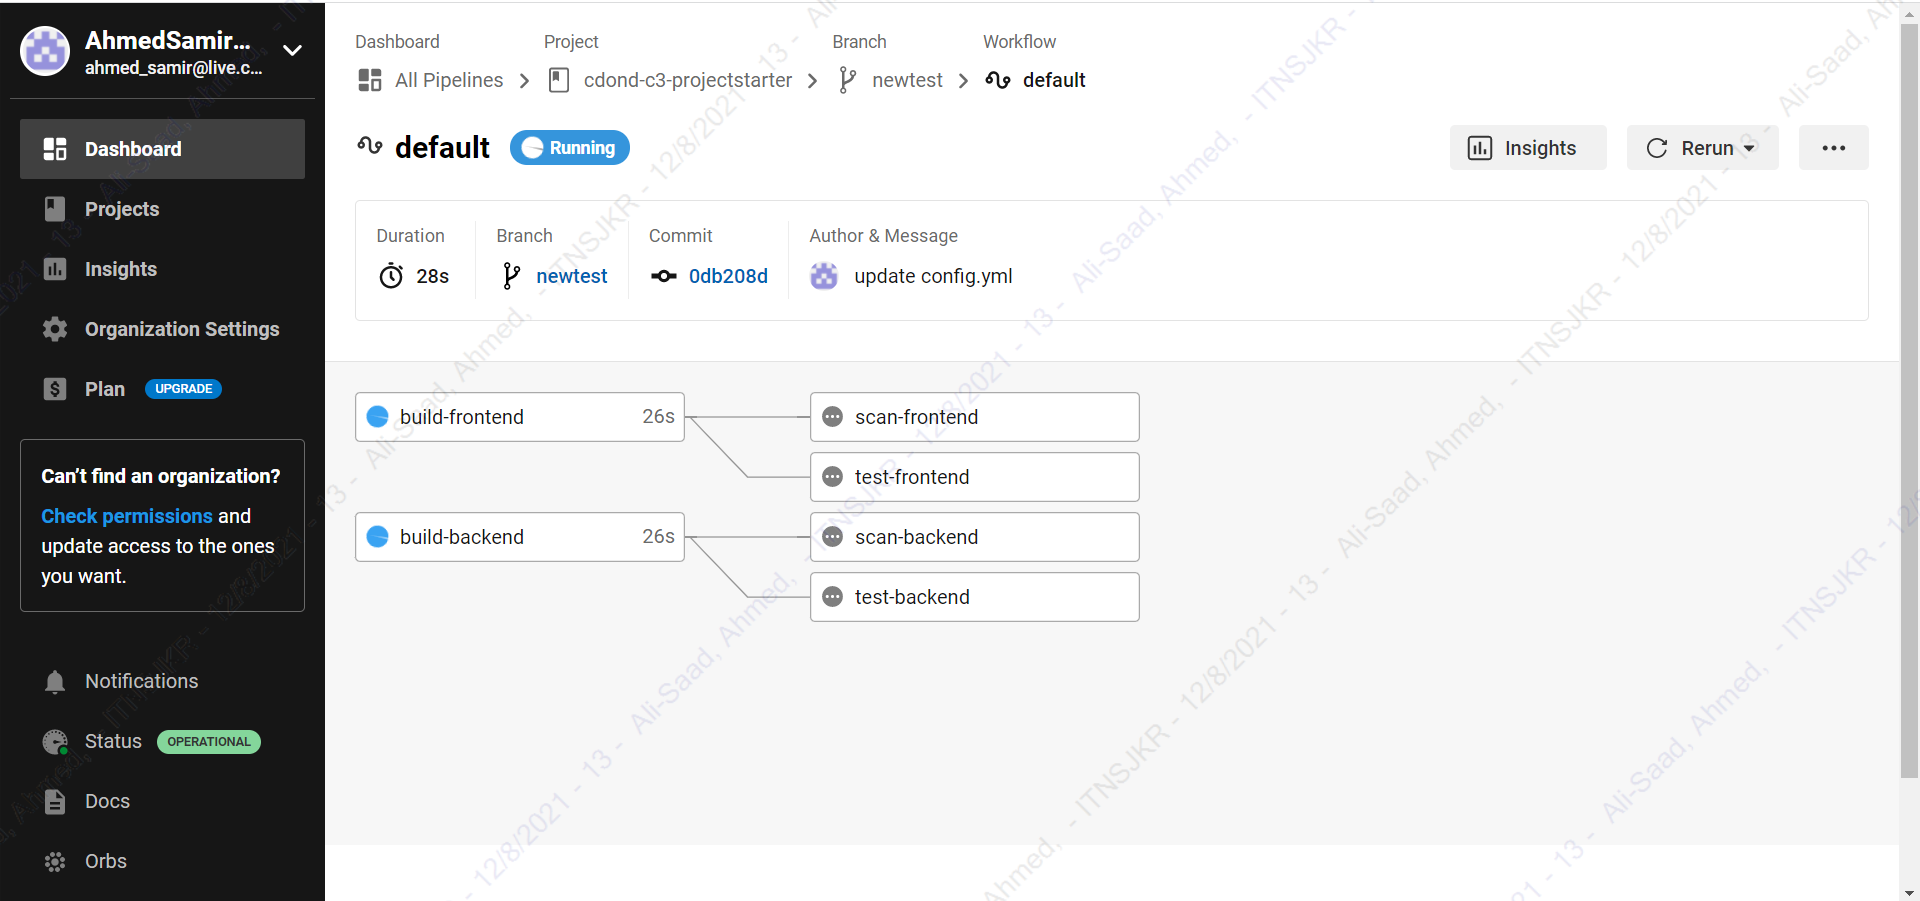 AhmedSamir...
ahmed_samir@live.c...
Dashboard
Projects
Insights
Organization Settings
Plan UPGRADE
Can't find an organization?
Check permissions and
update access to the ones
you want.
Notifications
Status OPERATIONAL
Docs
Orbs
Dashboard Project Branch Workflow
All Pipelines cdond-c3-projectstarter newtest default
default Running
Insights Rerun
Duration Branch Commit Author & Message
28s newtest 0db208d update config.yml
build-frontend 26s
scan-frontend
test-frontend
build-backend 26s
scan-backend
test-backend
Ali-Saad, Ahmed, - ITNSJKR - 12/8/2021 - 13 -